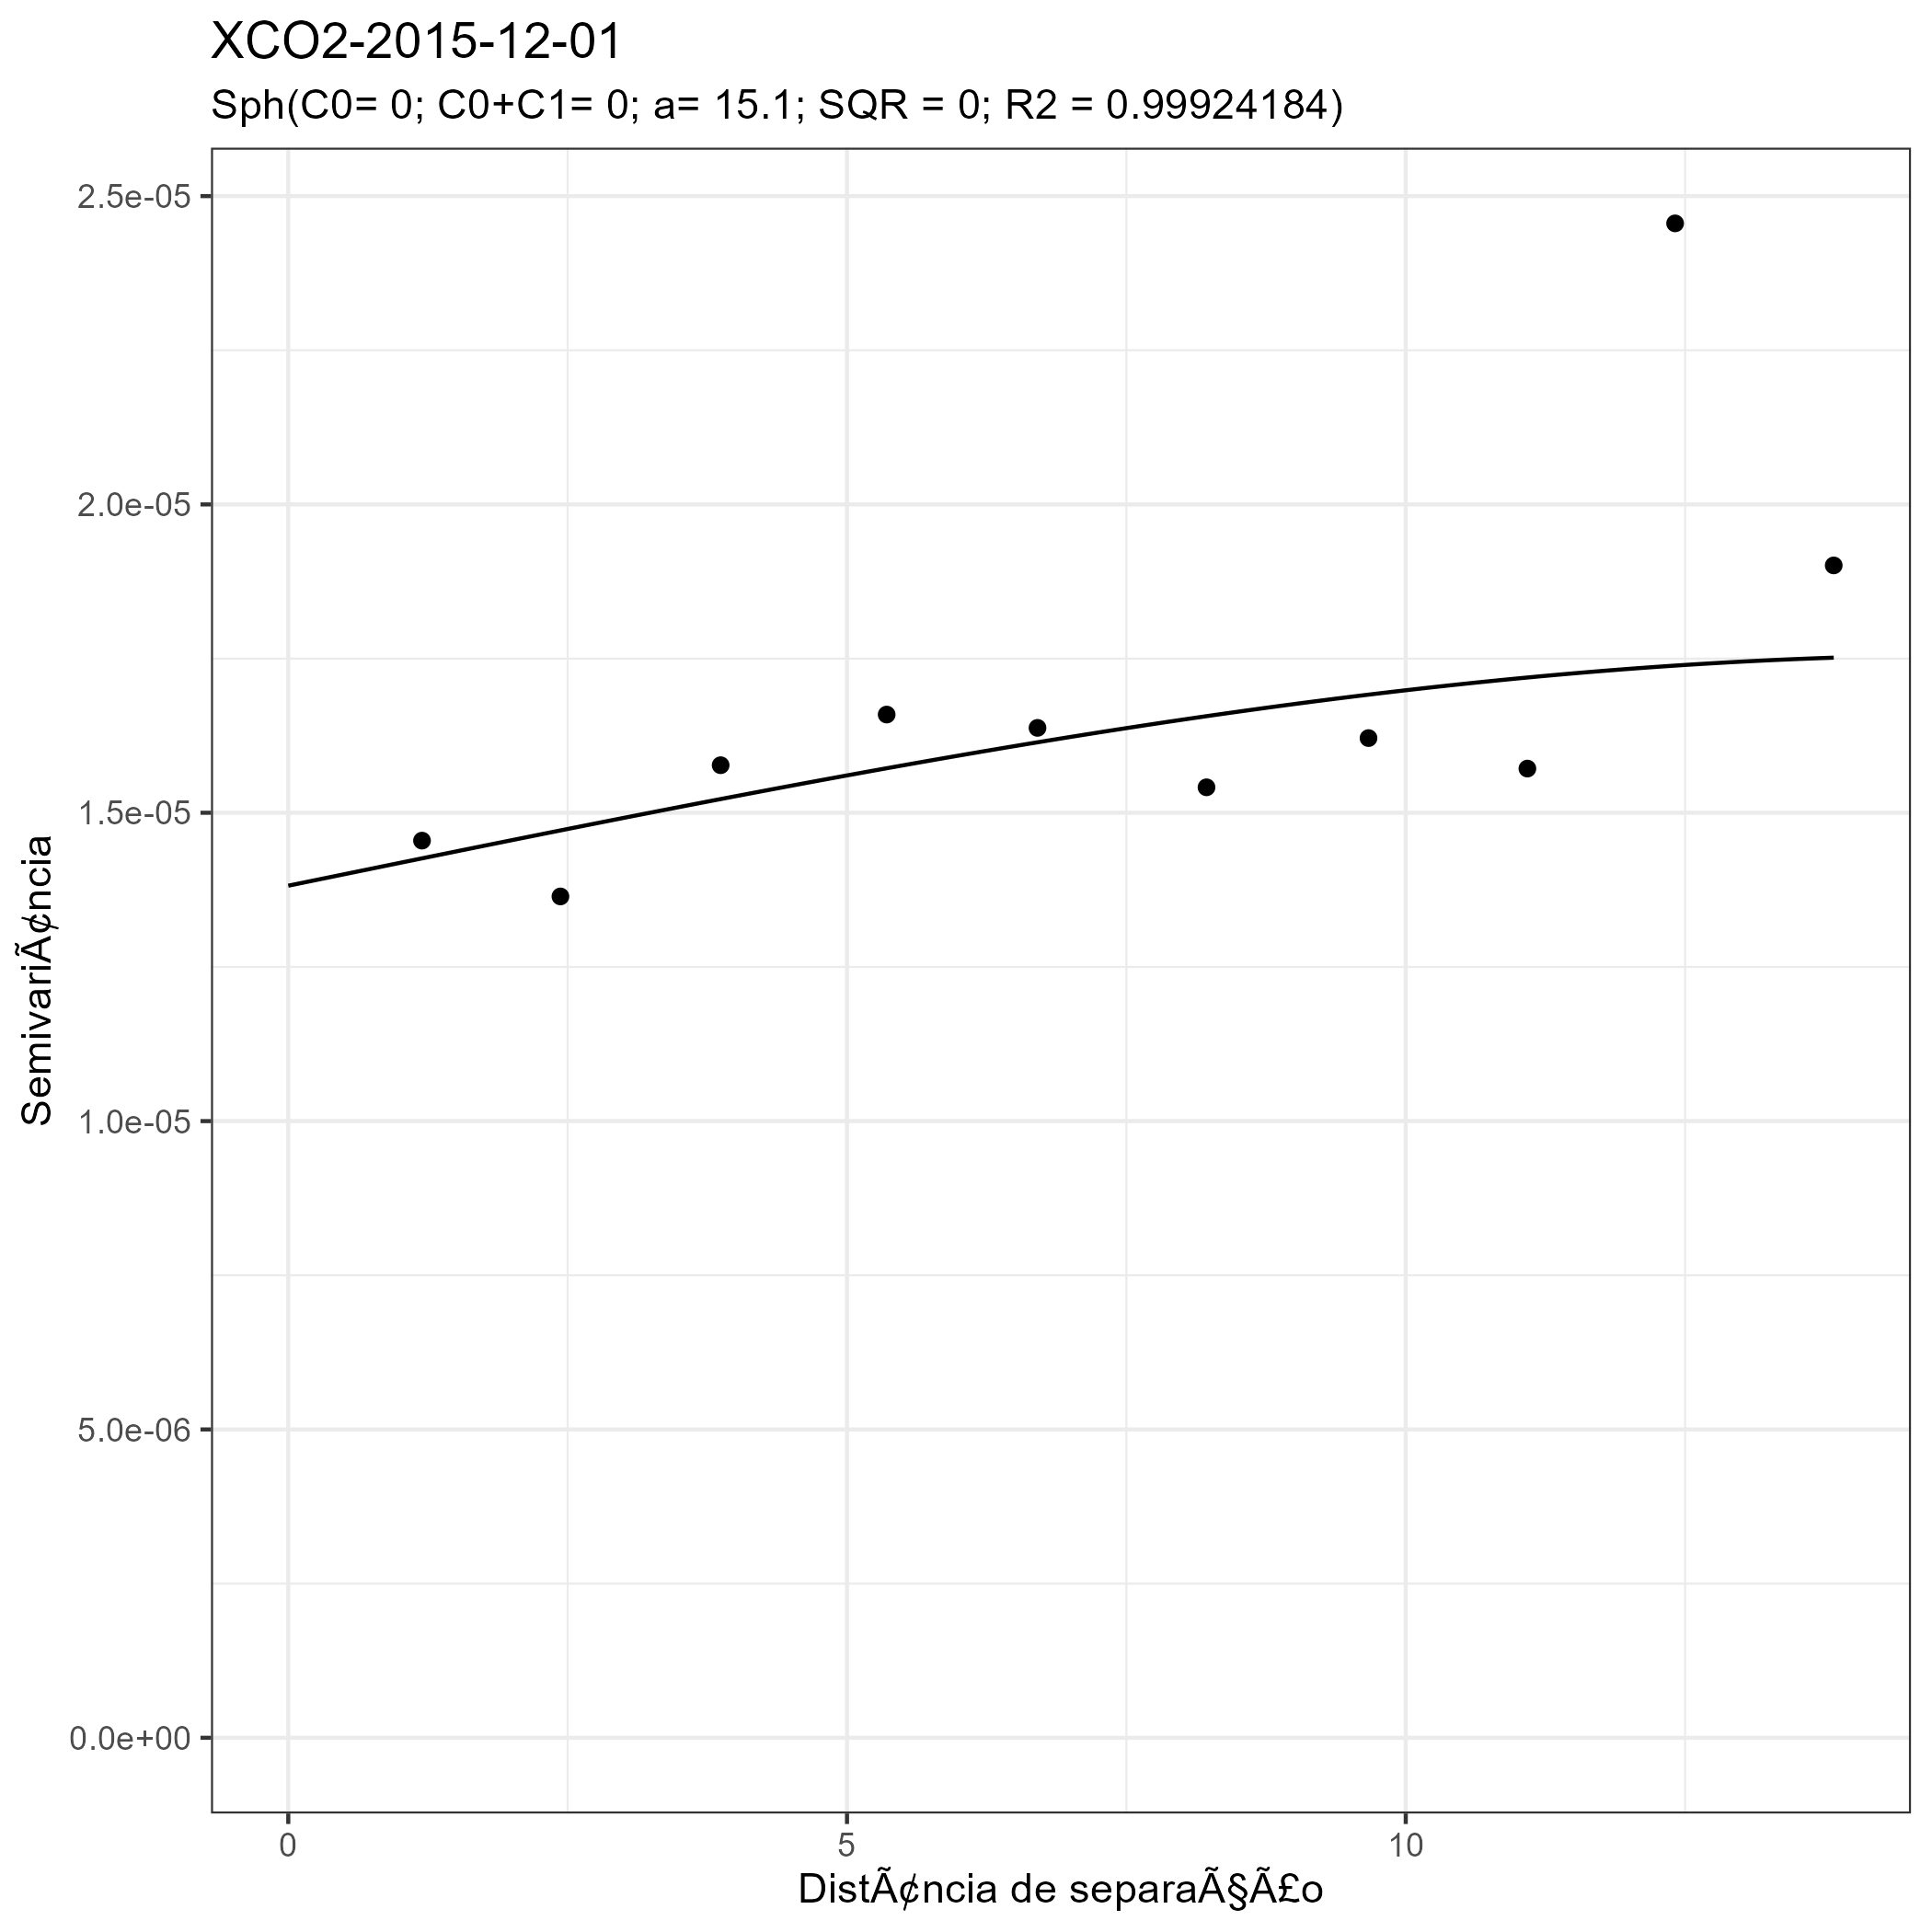 XCO2-2015-12-01
Sph(C0= 0; C0+C1= 0; a= 15.1; SQR = 0; R2 = 0.99924184)
2.5e-05
2.0e-05
1.5e-05
1.0e-05
5.0e-06
0.0e+00
SemivariÃ¢ncia
0 5 10
DistÃ¢ncia de separaÃ§Ã£o